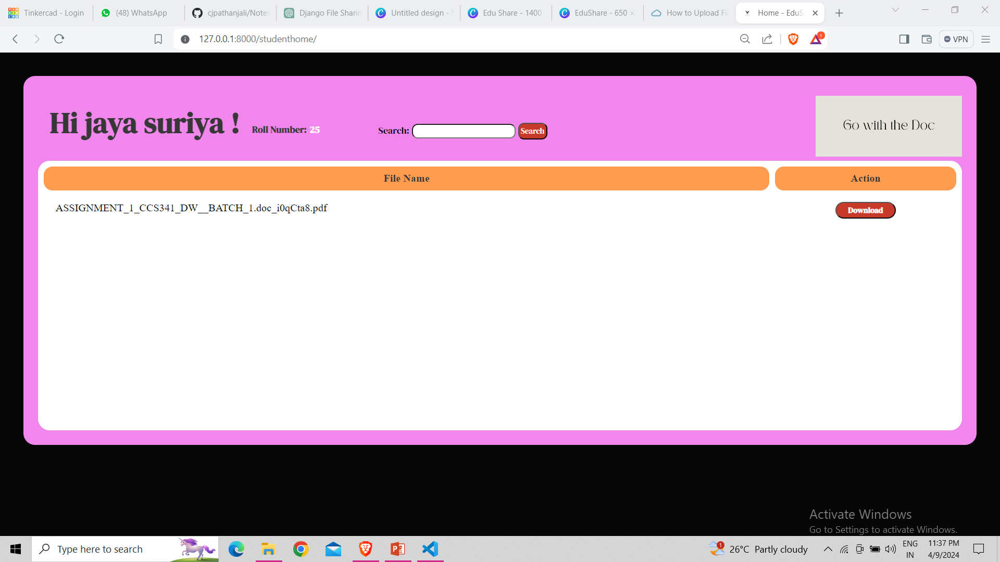 Tinkercad - Login
(48) WhatsApp
cjpathanjali/Notes
Django File Sharin
Untitled design -
Edu Share - 1400
EduShare - 650
How to Upload Fi
Home - EduS
127.0.0.1:8000/studenthome/
1
VPN
Hi jaya suriya !
Roll Number: 25
Search:
Search
Go with the Doc
File Name
Action
ASSIGNMENT_1_CCS341_DW__BATCH_1.doc_i0qCta8.pdf
Download
Activate Windows
Go to Settings to activate Windows.
Type here to search
1
26°C Partly cloudy
ENG
IN
11:37 PM
4/9/2024